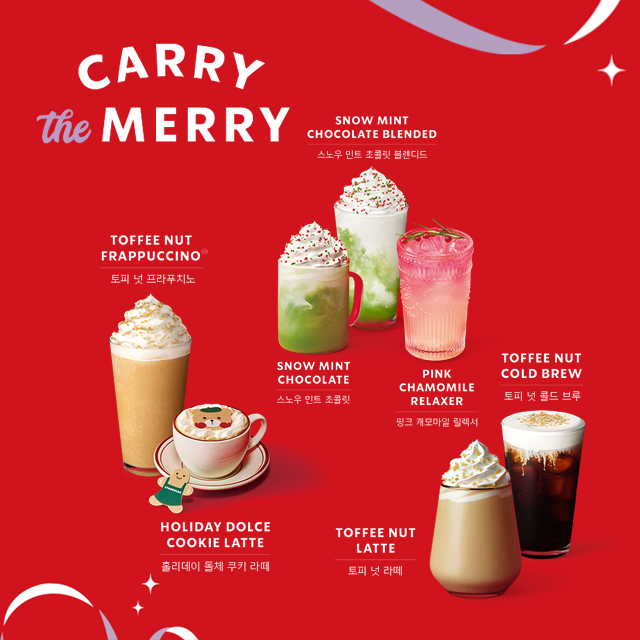 CARRY
the MERRY
SNOW MINT
CHOCOLATE BLENDED
스노우 민트 초콜릿 블렌디드
TOFFEE NUT
FRAPPUCCINO®
토피 넛 프라푸치노
SNOW MINT
CHOCOLATE
스노우 민트 초콜릿
PINK
CHAMOMILE
RELAXER
핑크 캐모마일 릴렉서
TOFFEE NUT
COLD BREW
토피 넛 콜드 브루
HOLIDAY DOLCE
COOKIE LATTE
홀리데이 돌체 쿠키 라떼
TOFFEE NUT
LATTE
토피 넛 라떼